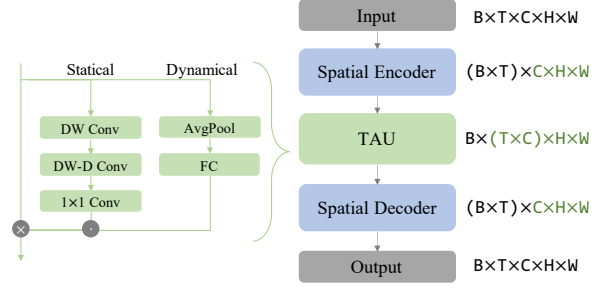 Input B×T×C×H×W
Statical Dynamical
Spatial Encoder (B×T)×C×H×W
DW Conv AvgPool
TAU B×(T×C)×H×W
DW-D Conv FC
1×1 Conv
Spatial Decoder (B×T)×C×H×W
× ·
Output B×T×C×H×W